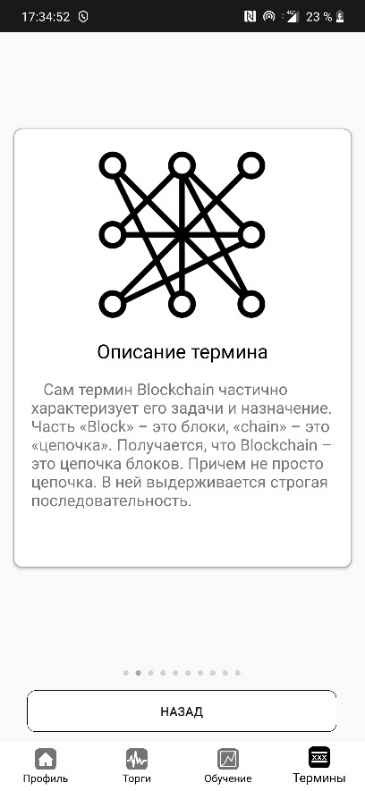 17:34:52
4G
23 %
Описание термина
Сам термин Blockchain частично
характеризует его задачи и назначение.
Часть «Block» – это блоки, «chain» – это
«цепочка». Получается, что Blockchain –
это цепочка блоков. Причем не просто
цепочка. В ней выдерживается строгая
последовательность.
НАЗАД
XXX
Профиль Торги Обучение Термины